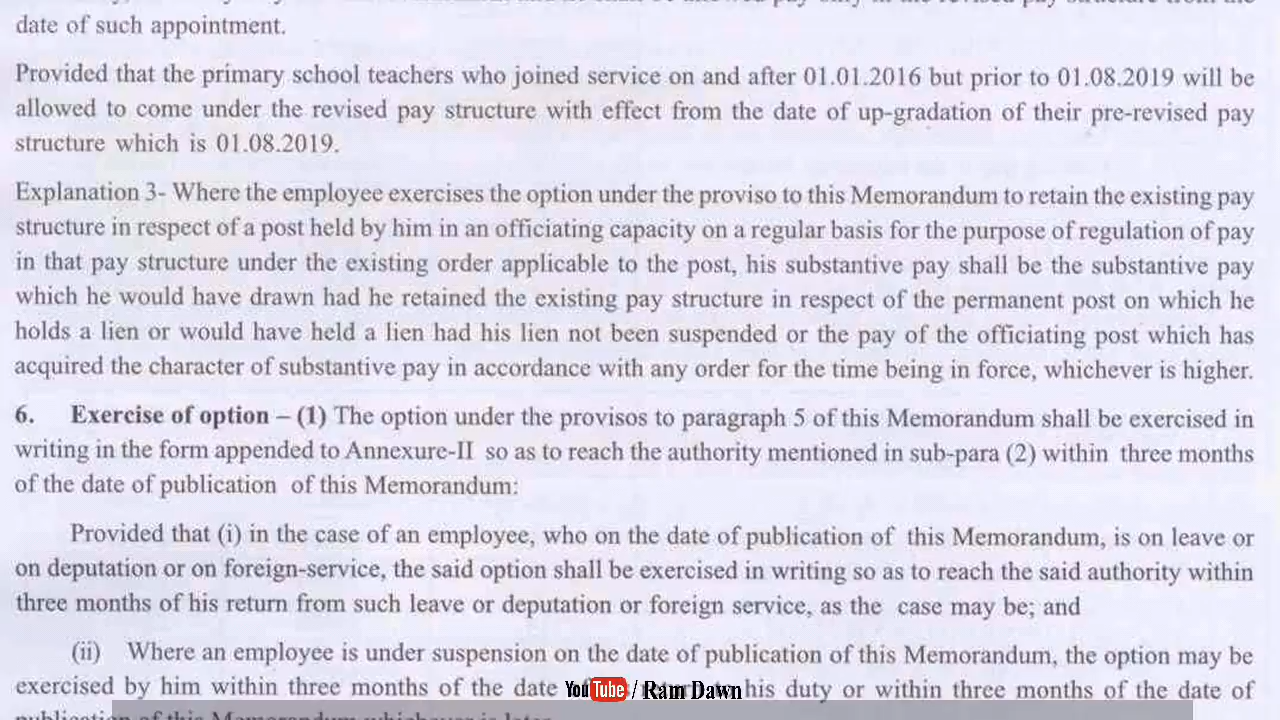 date of such appointment.
Provided that the primary school teachers who joined service on and after 01.01.2016 but prior to 01.08.2019 will be
allowed to come under the revised pay structure with effect from the date of up-gradation of their pre-revised pay
structure which is 01.08.2019.
Explanation 3- Where the employee exercises the option under the proviso to this Memorandum to retain the existing pay
structure in respect of a post held by him in an officiating capacity on a regular basis for the purpose of regulation of pay
in that pay structure under the existing order applicable to the post, his substantive pay shall be the substantive pay
which he would have drawn had he retained the existing pay structure in respect of the permanent post on which he
holds a lien or would have held a lien had his lien not been suspended or the pay of the officiating post which has
acquired the character of substantive pay in accordance with any order for the time being in force, whichever is higher.
6. Exercise of option – (1) The option under the provisos to paragraph 5 of this Memorandum shall be exercised in
writing in the form appended to Annexure-II so as to reach the authority mentioned in sub-para (2) within three months
of the date of publication of this Memorandum:
Provided that (i) in the case of an employee, who on the date of publication of this Memorandum, is on leave or
on deputation or on foreign-service, the said option shall be exercised in writing so as to reach the said authority within
three months of his return from such leave or deputation or foreign service, as the case may be; and
(ii) Where an employee is under suspension on the date of publication of this Memorandum, the option may be
exercised by him within three months of the date his duty or within three months of the date of
YouTube / Ram Dawn